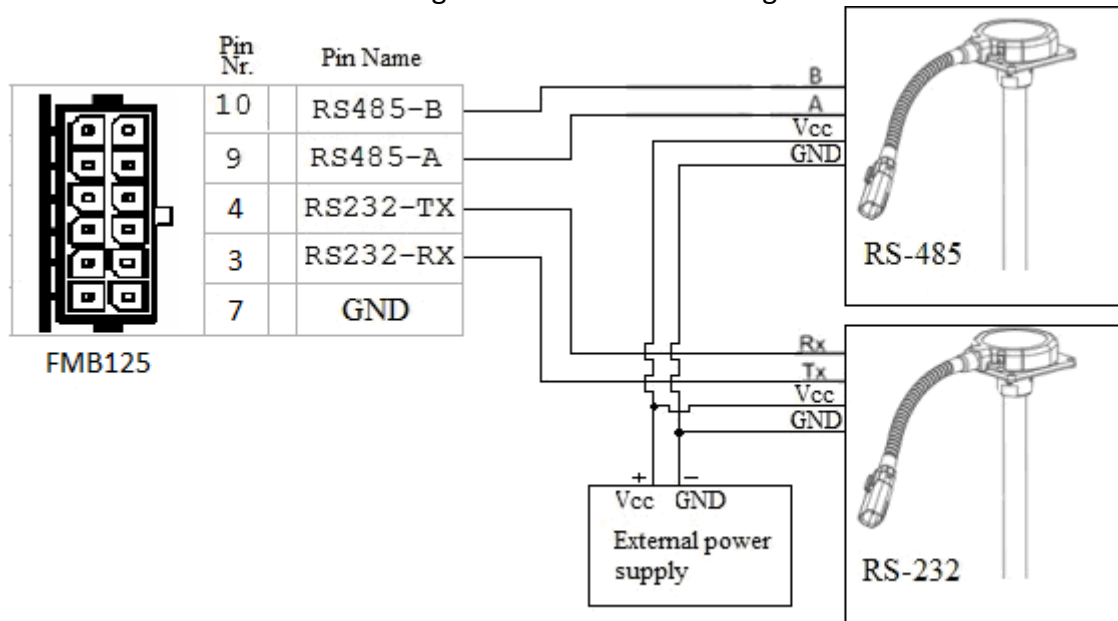 Pin
Nr.
Pin Name
10 RS485-B
9 RS485-A
4 RS232-TX
3 RS232-RX
7 GND
FMB125
B
A
Vcc
GND
RS-485
Rx
Tx
Vcc
GND
RS-232
+ –
Vcc GND
External power
supply